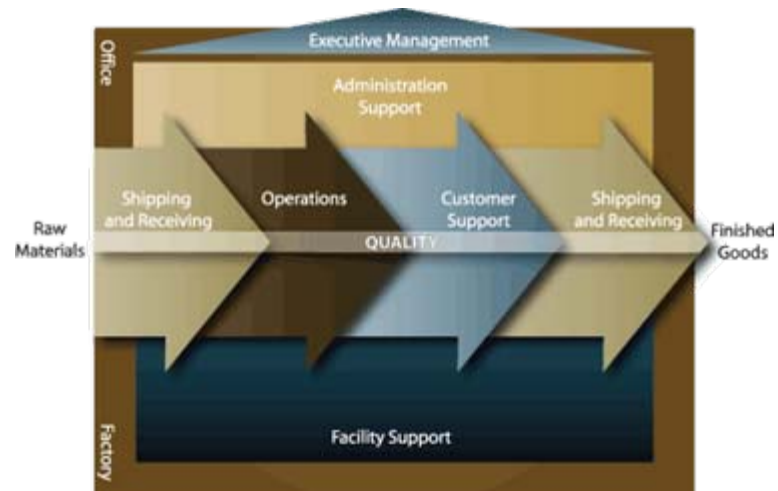 Executive Management
Office
Administration
Support
Shipping
and Receiving
Operations
Customer
Support
Shipping
and Receiving
Raw
Materials
QUALITY
Finished
Goods
Facility Support
Factory